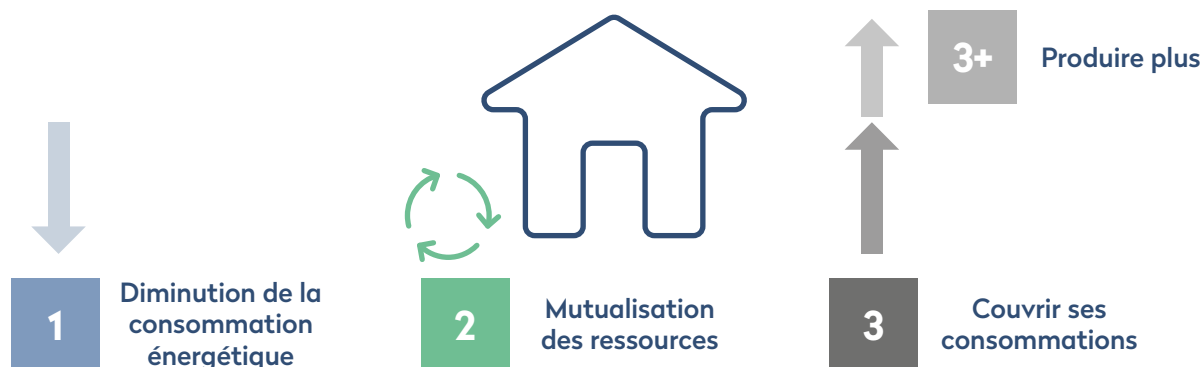 3+
Produire plus
1
Diminution de la
consommation
énergétique
2
Mutualisation
des ressources
3
Couvrir ses
consommations